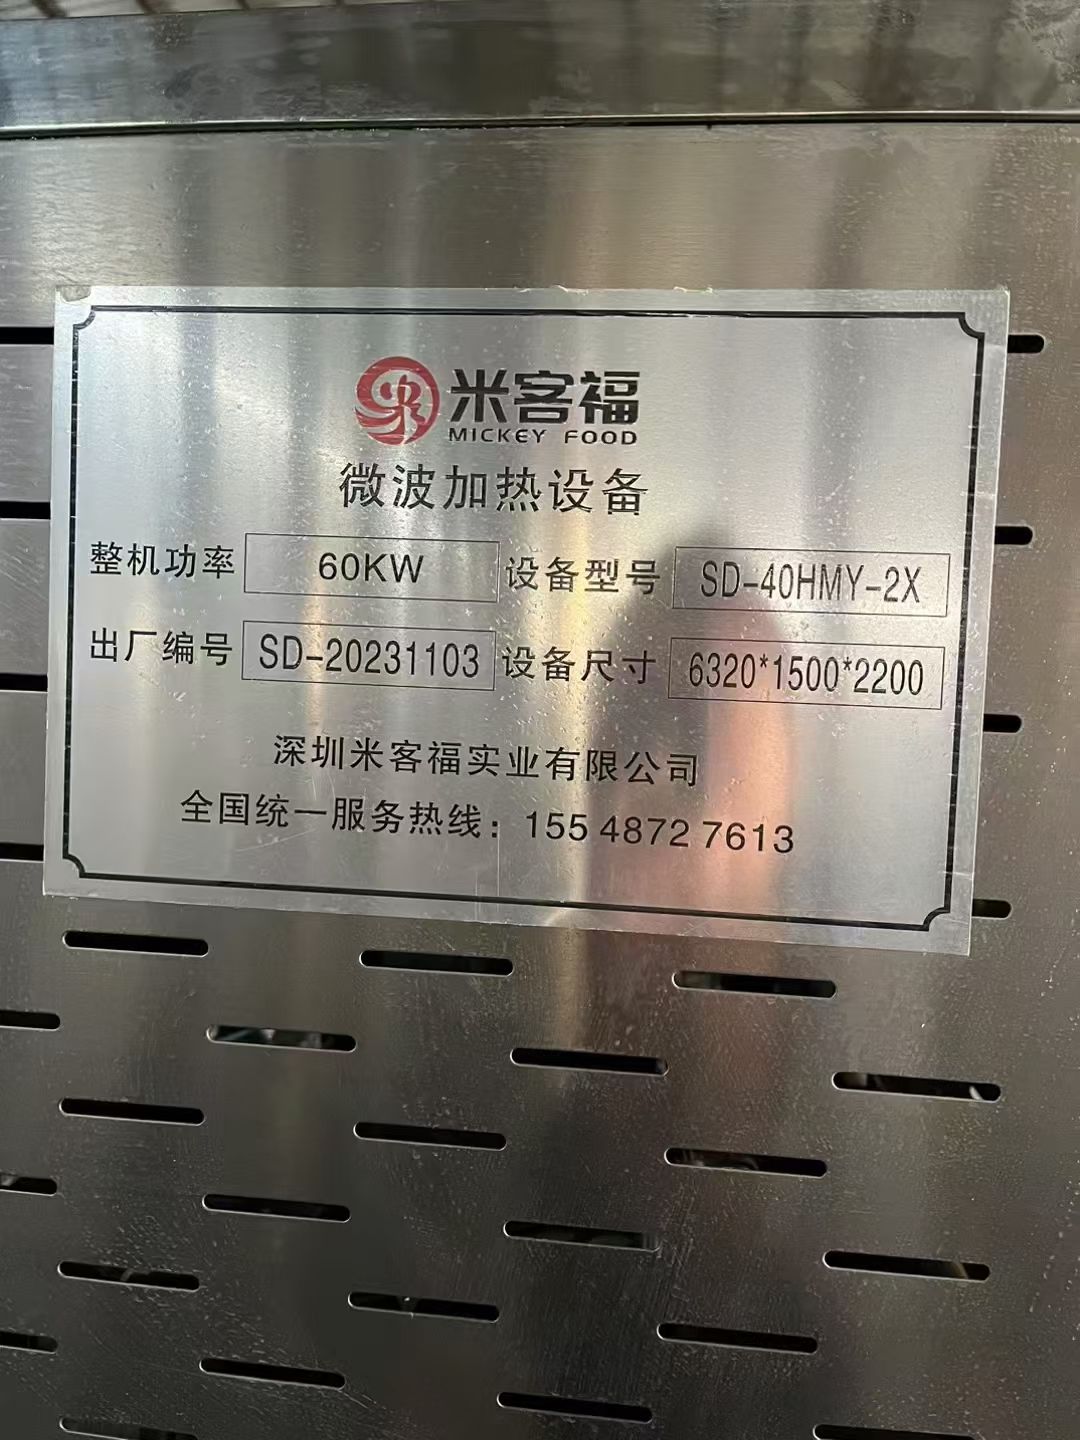 米客福
MICKEY FOOD
微波加热设备
整机功率 60KW 设备型号 SD-40HMY-2X
出厂编号 SD-20231103 设备尺寸 6320*1500*2200
深圳米客福实业有限公司
全国统一服务热线：155 4872 7613